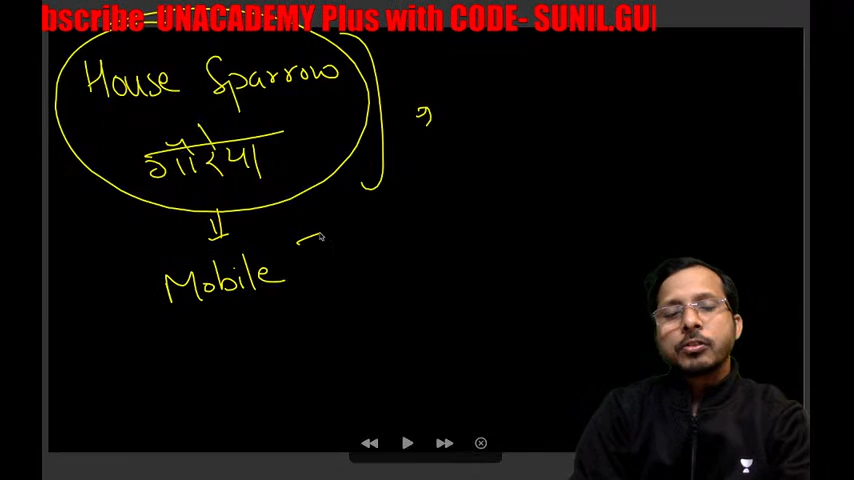 bscribe UNACADEMY Plus with CODE- SUNIL.GU
House Sparrow
गौरैया
Mobile